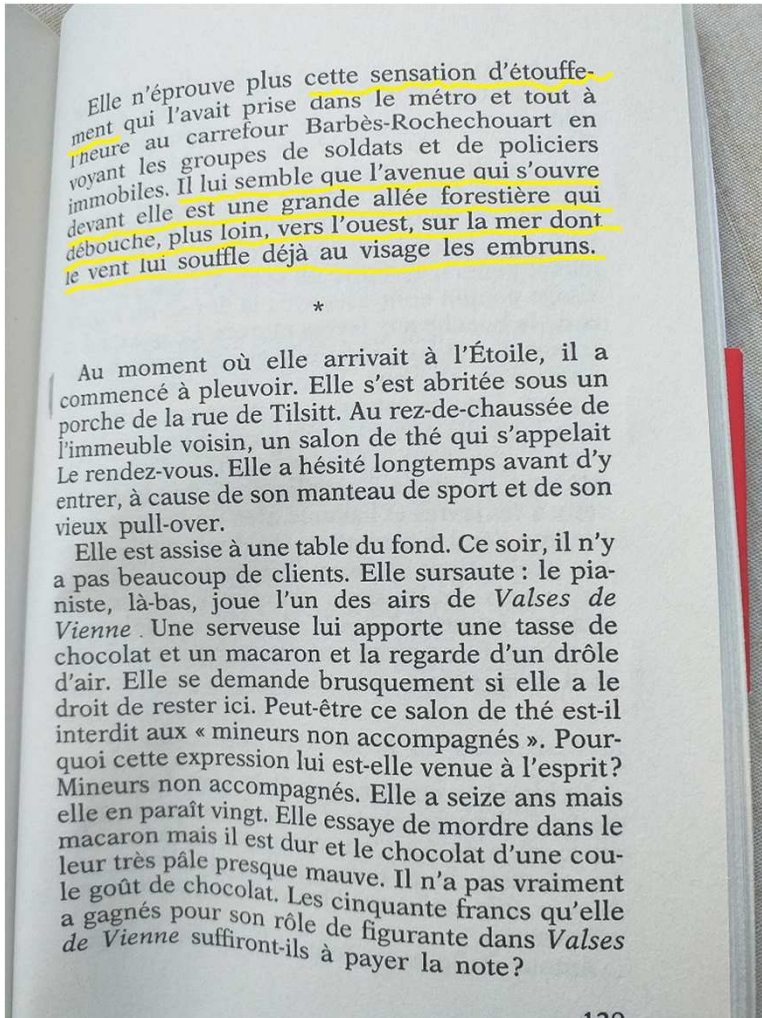 Elle n'éprouve plus cette sensation d'étouffe-
ment qui l'avait prise dans le métro et tout à
l'heure au carrefour Barbès-Rochechouart en
voyant les groupes de soldats et de policiers
immobiles. Il lui semble que l'avenue qui s'ouvre
devant elle est une grande allée forestière qui
débouche, plus loin, vers l'ouest, sur la mer dont
le vent lui souffle déjà au visage les embruns.
*
Au moment où elle arrivait à l'Étoile, il a
commencé à pleuvoir. Elle s'est abritée sous un
porche de la rue de Tilsitt. Au rez-de-chaussée de
l'immeuble voisin, un salon de thé qui s'appelait
Le rendez-vous. Elle a hésité longtemps avant d'y
entrer, à cause de son manteau de sport et de son
vieux pull-over.
Elle est assise à une table du fond. Ce soir, il n'y
a pas beaucoup de clients. Elle sursaute : le pia-
niste, là-bas, joue l'un des airs de Valses de
Vienne. Une serveuse lui apporte une tasse de
chocolat et un macaron et la regarde d'un drôle
d'air. Elle se demande brusquement si elle a le
droit de rester ici. Peut-être ce salon de thé est-il
interdit aux « mineurs non accompagnés ». Pour-
quoi cette expression lui est-elle venue à l'esprit?
Mineurs non accompagnés. Elle a seize ans mais
elle en paraît vingt. Elle essaye de mordre dans le
macaron mais il est dur et le chocolat d'une cou-
leur très pâle presque mauve. Il n'a pas vraiment
le goût de chocolat. Les cinquante francs qu'elle
a gagnés pour son rôle de figurante dans Valses
de Vienne suffiront-ils à payer la note?